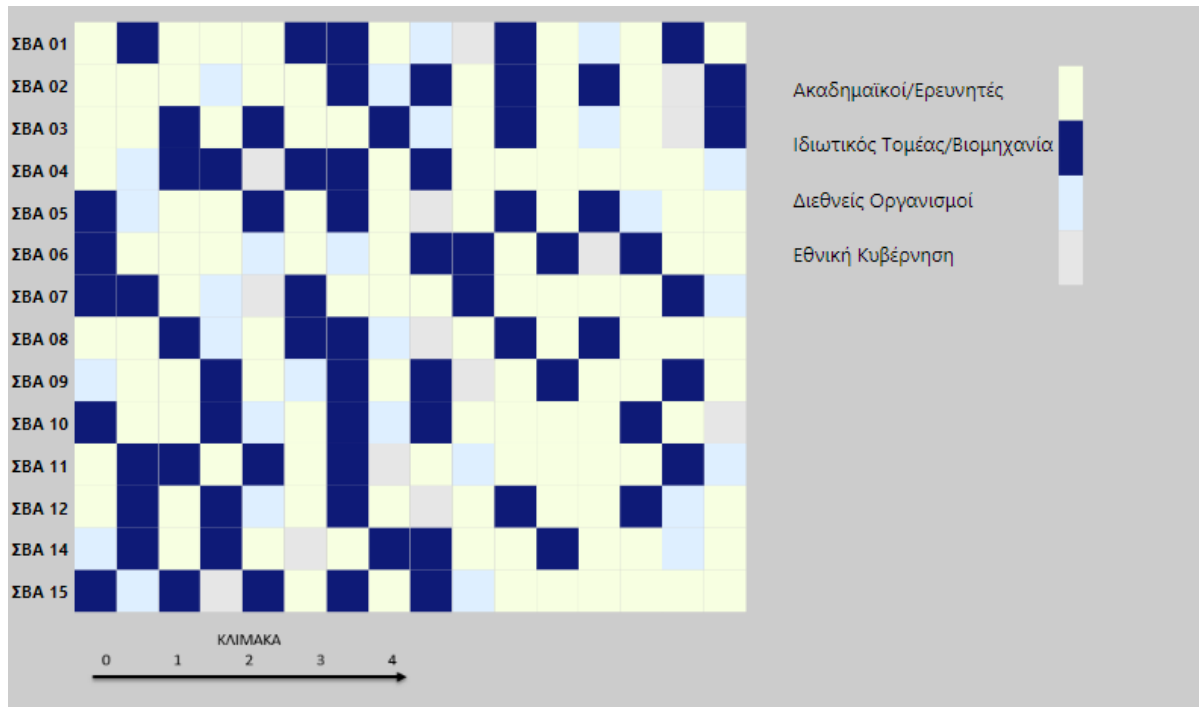 ΣΒΑ 01
ΣΒΑ 02
ΣΒΑ 03
ΣΒΑ 04
ΣΒΑ 05
ΣΒΑ 06
ΣΒΑ 07
ΣΒΑ 08
ΣΒΑ 09
ΣΒΑ 10
ΣΒΑ 11
ΣΒΑ 12
ΣΒΑ 14
ΣΒΑ 15
Ακαδημαϊκοί/Ερευνητές
Ιδιωτικός Τομέας/Βιομηχανία
Διεθνείς Οργανισμοί
Εθνική Κυβέρνηση
ΚΛΙΜΑΚΑ
0 1 2 3 4